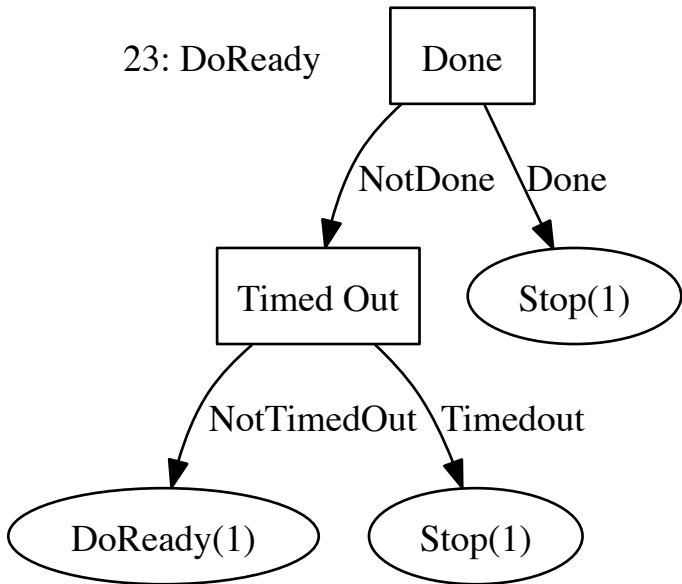 23: DoReady
Done
NotDone
Done
Timed Out
Stop(1)
NotTimedOut
Timedout
DoReady(1)
Stop(1)